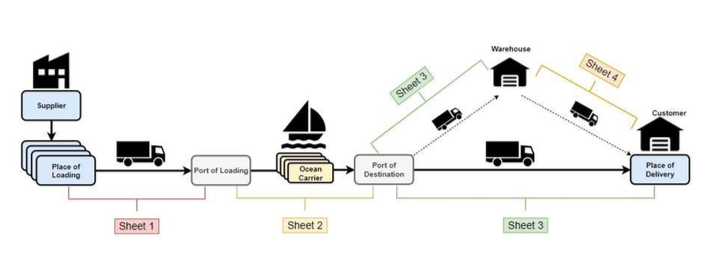 Warehouse
Sheet 3
Sheet 4
Supplier
Customer
Place of
Loading
Port of Loading
Ocean
Carrier
Port of
Destination
Place of
Delivery
Sheet 1
Sheet 2
Sheet 3